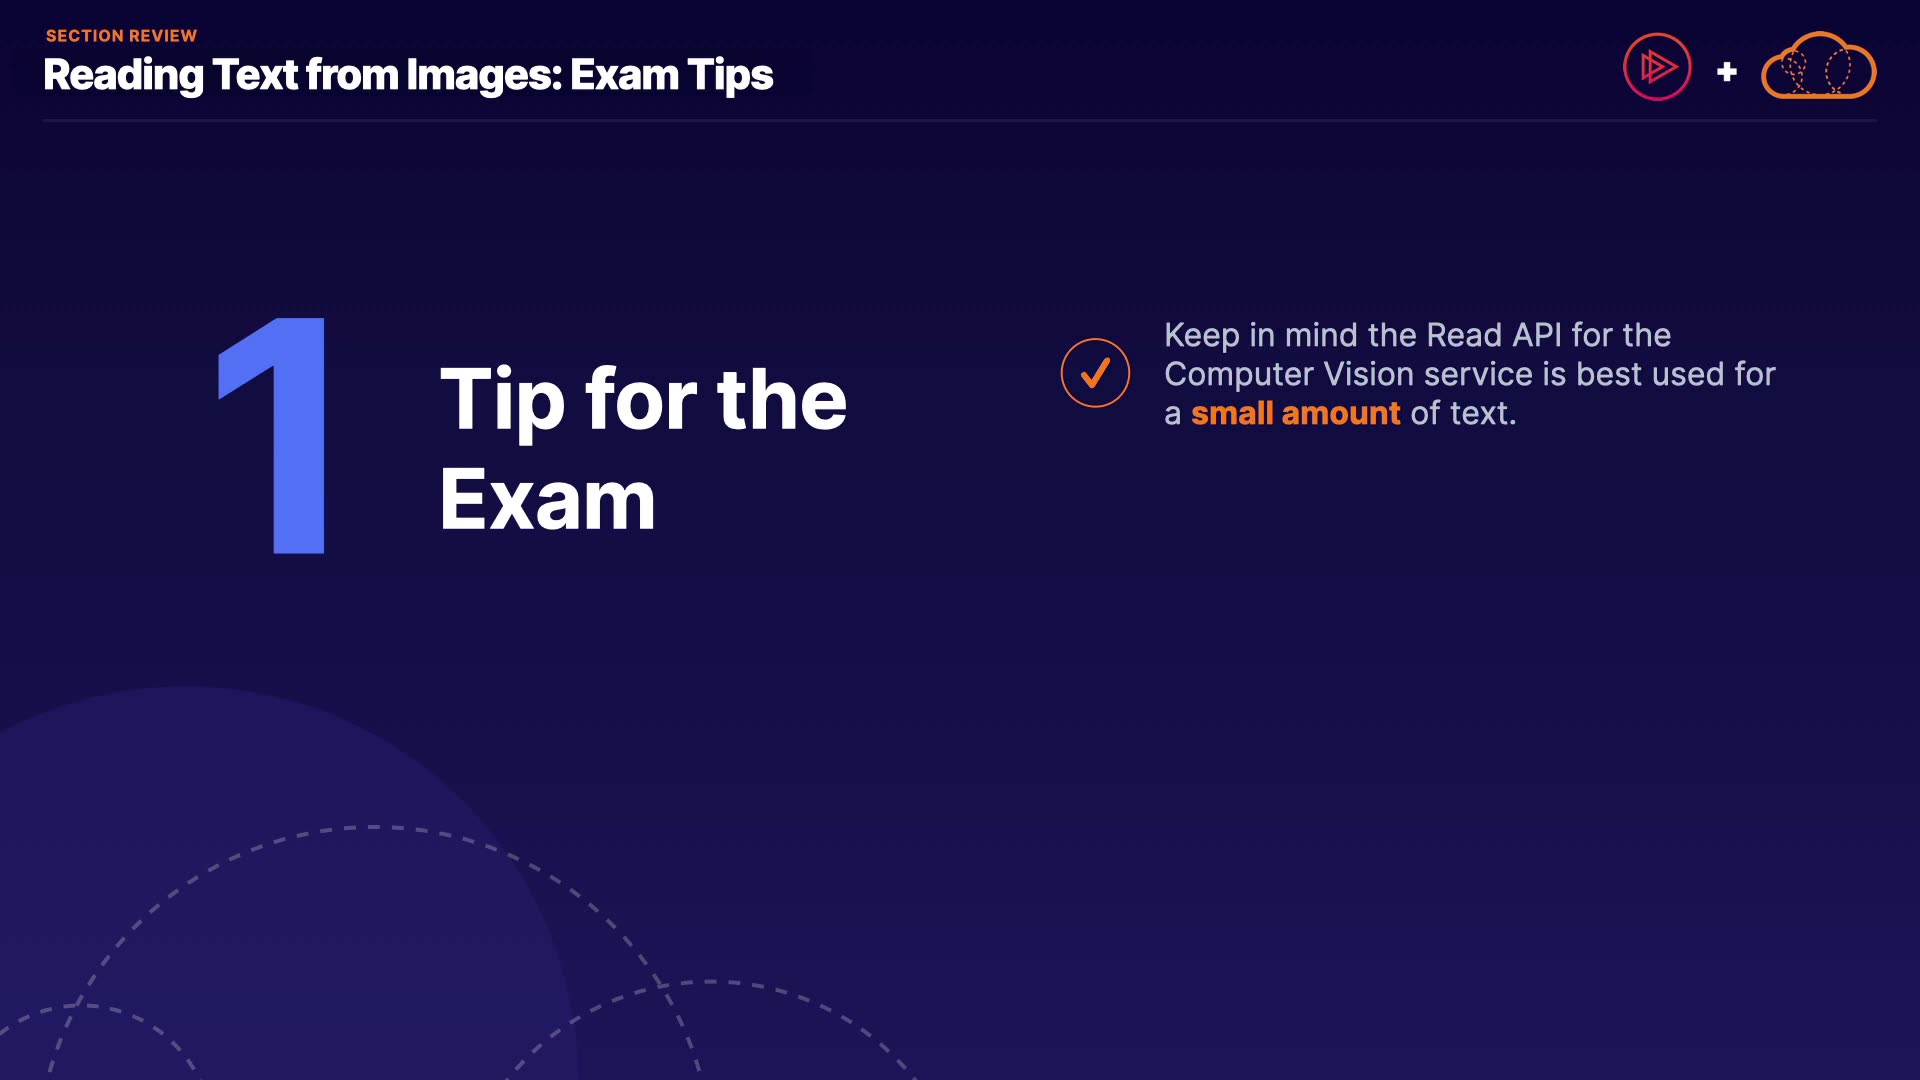 SECTION REVIEW
Reading Text from Images: Exam Tips
1
Tip for the
Exam
Keep in mind the Read API for the
Computer Vision service is best used for
a small amount of text.